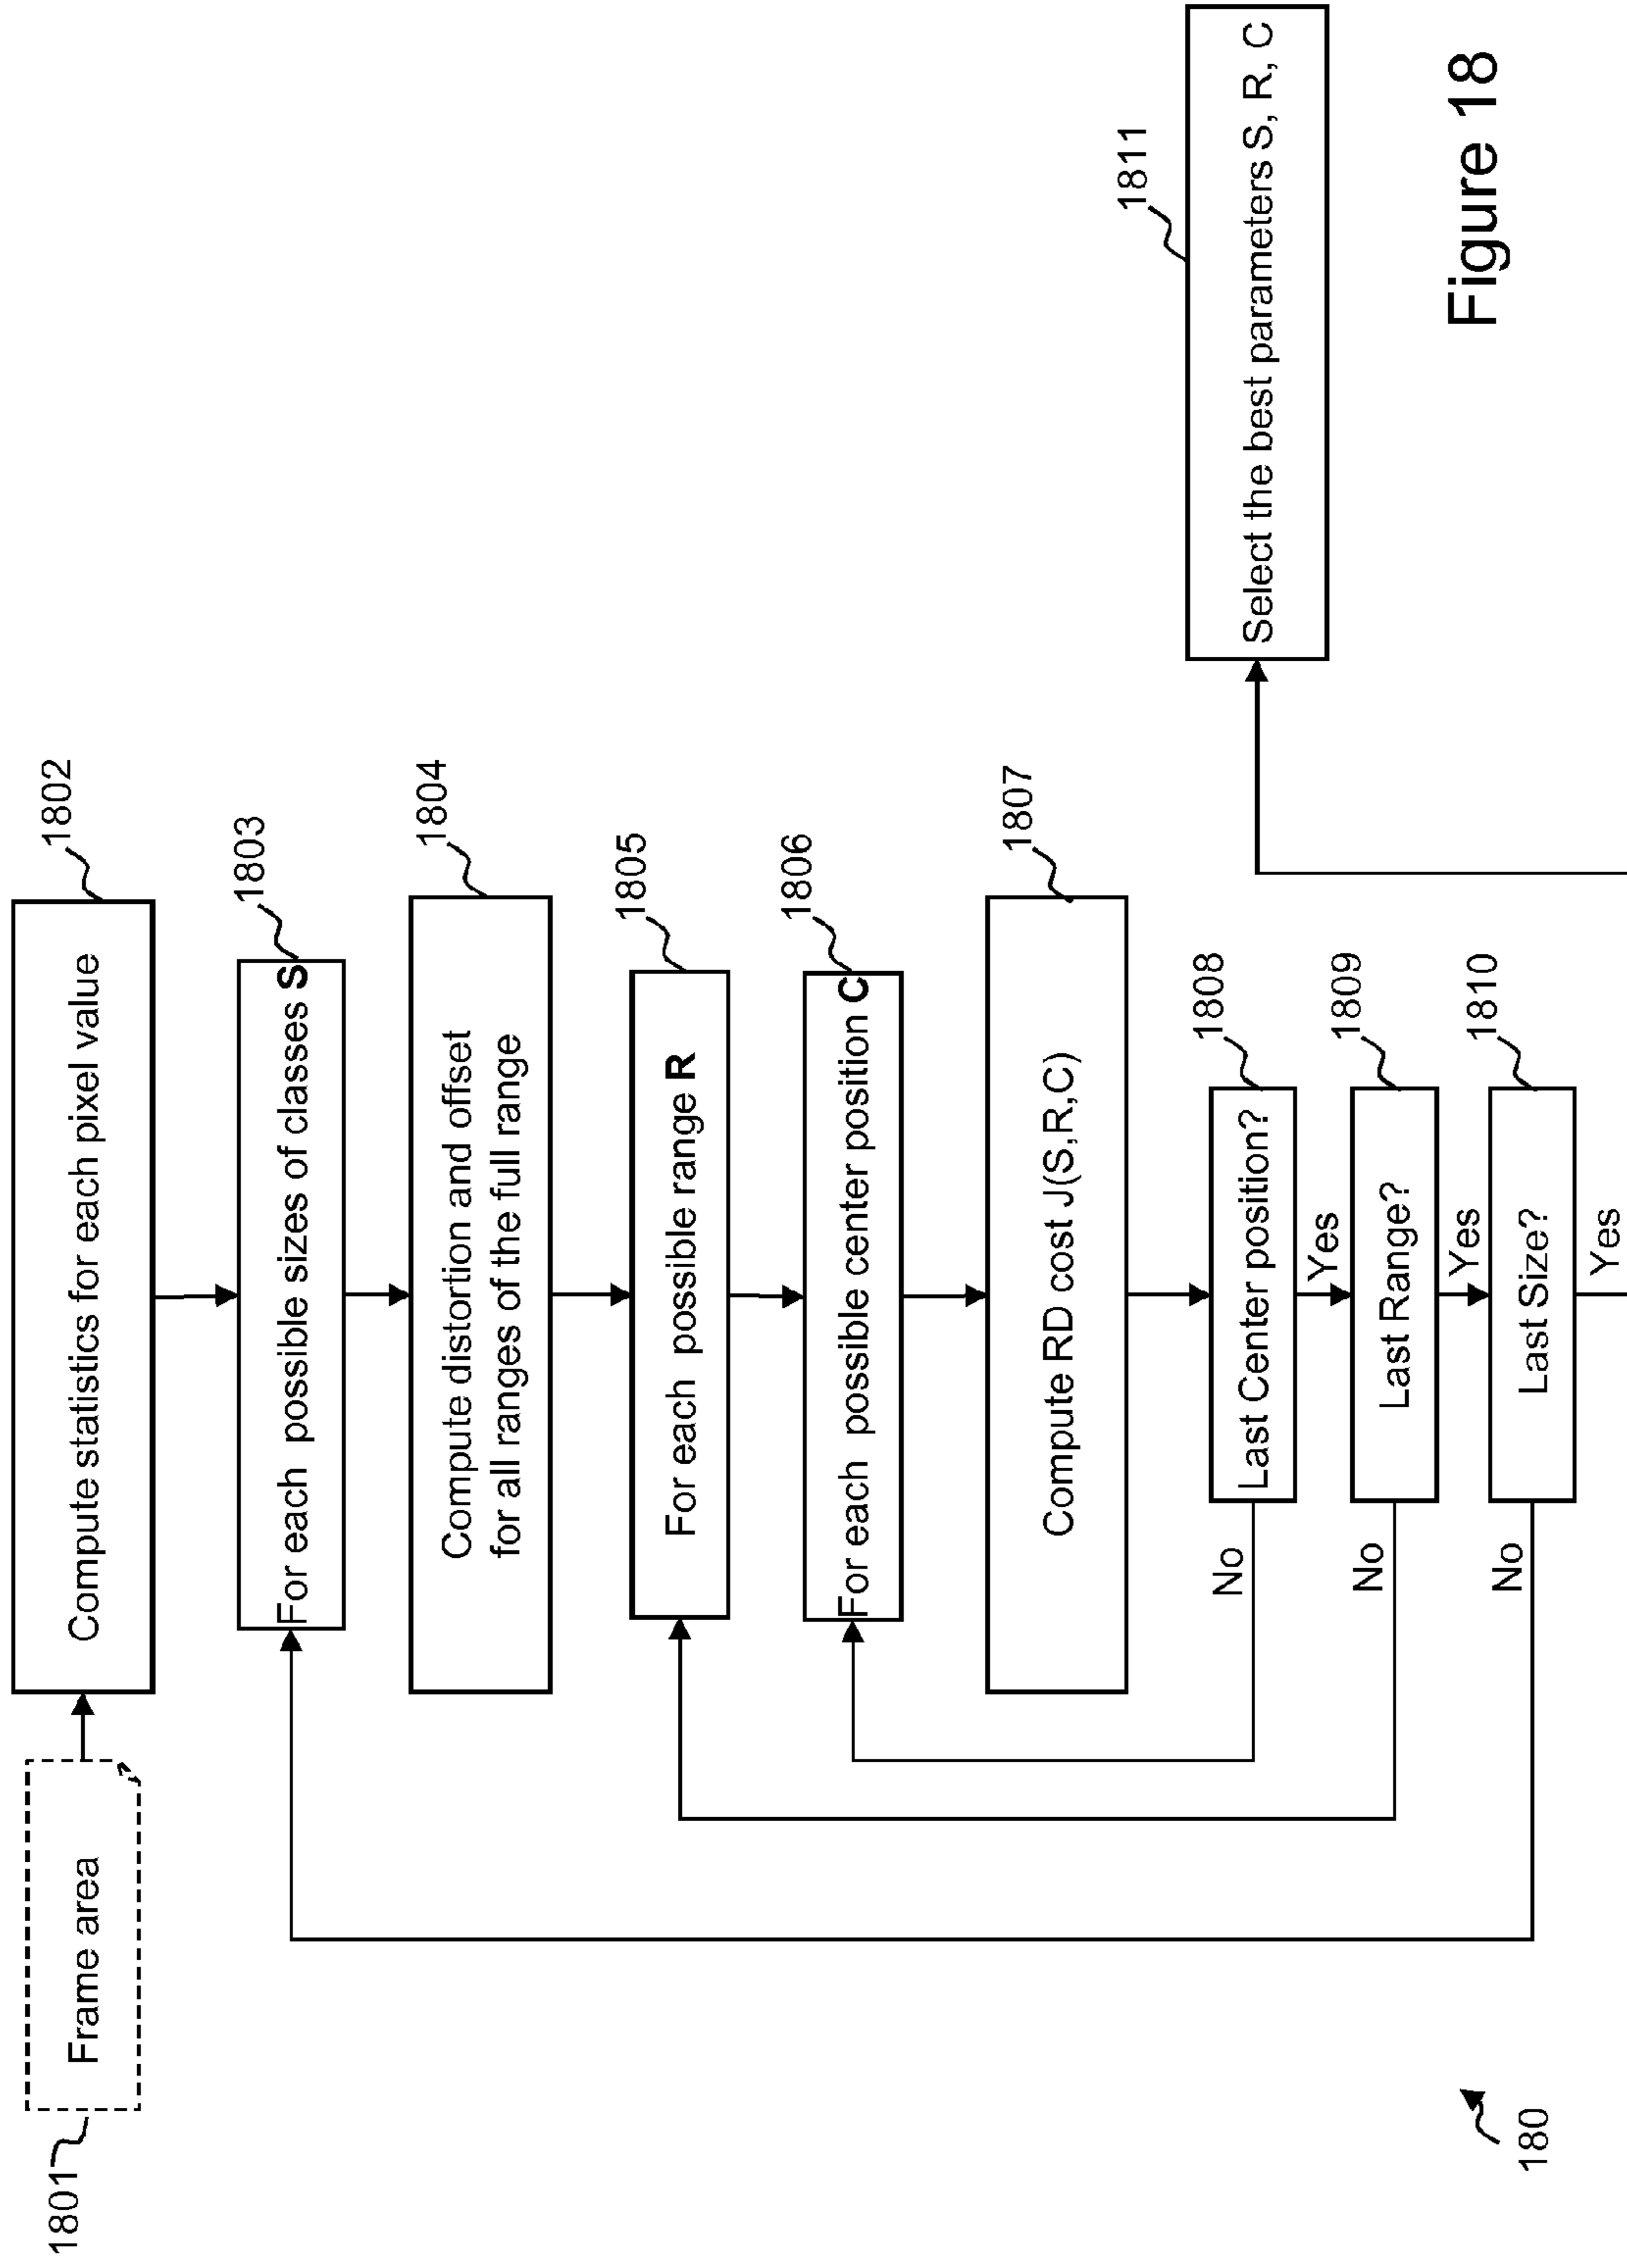 1801
Frame area
Compute statistics for each pixel value
1802
For each possible sizes of classes S
1803
Compute distortion and offset
for all ranges of the full range
1804
For each possible range R
1805
For each possible center position C
1806
Compute RD cost J(S,R,C)
1807
Last Center position?
1808
No
Yes
Last Range?
1809
No
Yes
Last Size?
1810
No
Yes
Select the best parameters S, R, C
1811
180
Figure 18